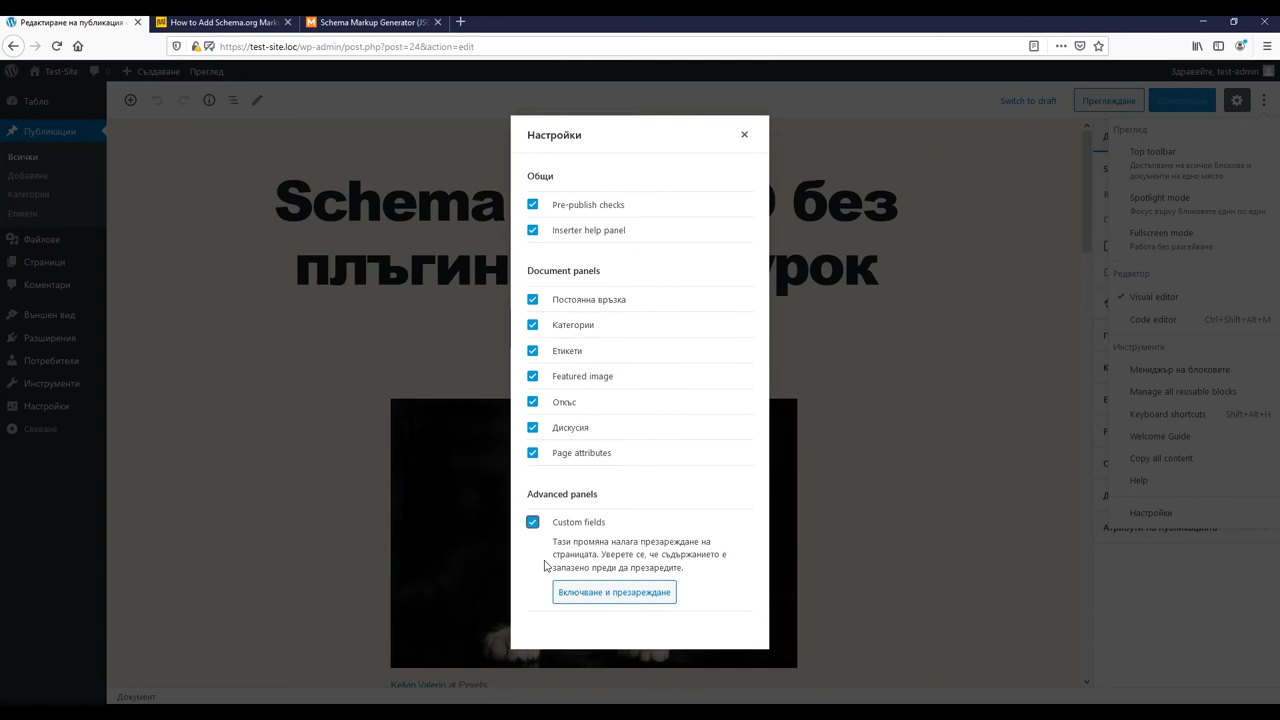 Редактиране на публикация
How to Add Schema.org Mark
Schema Markup Generator (JSC
https://test-site.loc/wp-admin/post.php?post=24&action=edit
Test-Site
0
Създаване
Преглед
Здравейте, test-admin
Табло
Публикации
Всички
Добавяне
Категории
Етикети
Файлове
Страници
Коментари
Външен вид
Разширения
Потребители
Инструменти
Настройки
Свиване
Switch to draft
Преглеждане
Schema
без
плъгин
урок
Kelvin Valerio at Pexels
Документ
Настройки
Общи
Pre-publish checks
Inserter help panel
Document panels
Постоянна връзка
Категории
Етикети
Featured image
Откъс
Дискусия
Page attributes
Advanced panels
Custom fields
Тази промяна налага презареждане на
страницата. Уверете се, че съдържанието е
запазено преди да презаредите.
Включване и презареждане
Преглед
Top toolbar
Достъпване на всички блокове и
документи на едно място
Spotlight mode
Фокус върху блоковете един по един
Fullscreen mode
Работа без разсейване
Редактор
Visual editor
Code editor Ctrl+Shift+Alt+M
Инструменти
Мениджър на блоковете
Manage all reusable blocks
Keyboard shortcuts Shift+Alt+H
Welcome Guide
Copy all content
Help
Настройки
Атрибути на публикацията